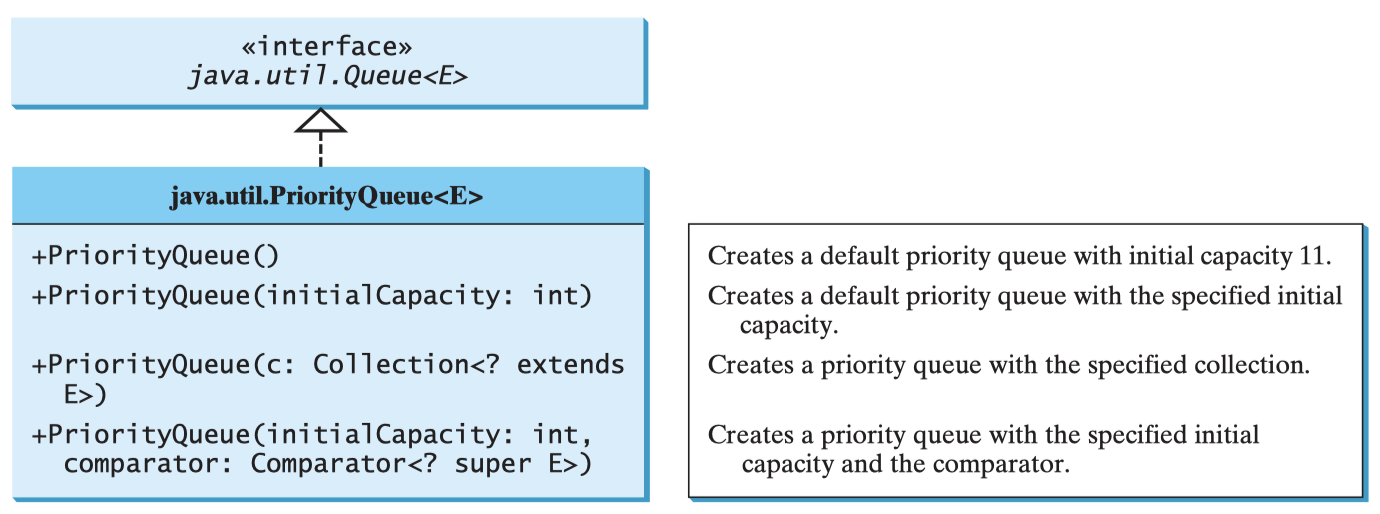 «interface»
java.util.Queue<E>
java.util.PriorityQueue<E>
+PriorityQueue()
+PriorityQueue(initialCapacity: int)
+PriorityQueue(c: Collection<? extends
E>)
+PriorityQueue(initialCapacity: int,
comparator: Comparator<? super E>)
Creates a default priority queue with initial capacity 11.
Creates a default priority queue with the specified initial
capacity.
Creates a priority queue with the specified collection.
Creates a priority queue with the specified initial
capacity and the comparator.